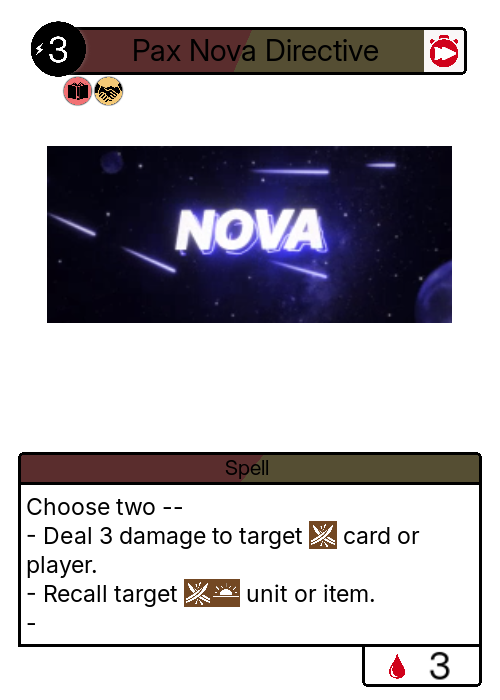 3
Pax Nova Directive
NOVA
Spell
Choose two --
- Deal 3 damage to target card or
player.
- Recall target unit or item.
-
3